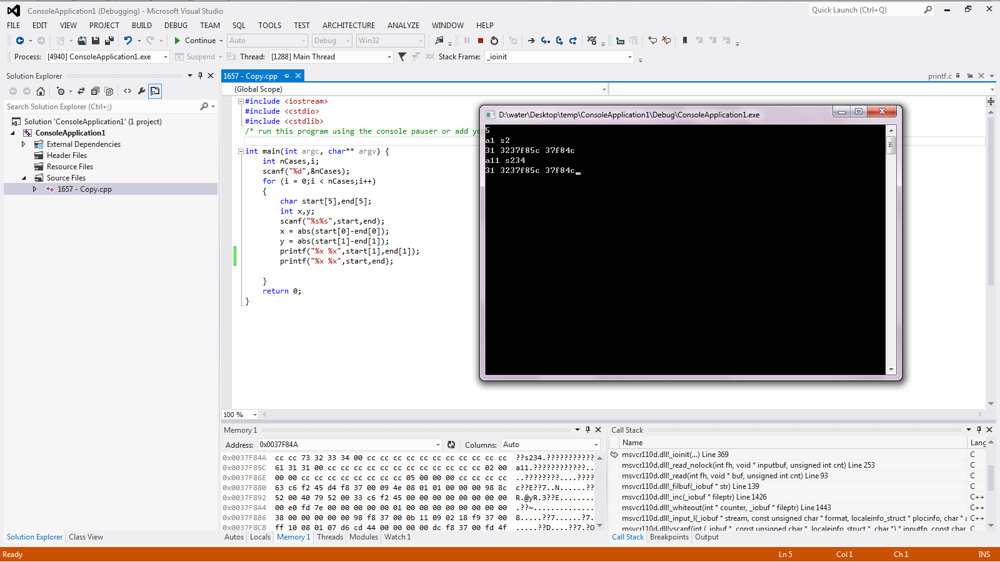 ConsoleApplication1 (Debugging) - Microsoft Visual Studio
Quick Launch (Ctrl+Q)
FILE EDIT VIEW PROJECT BUILD DEBUG TEAM SQL TOOLS TEST ARCHITECTURE ANALYZE WINDOW HELP
Continue Auto Debug Win32
Process: [4940] ConsoleApplication1.exe Suspend Thread: [1288] Main Thread Stack Frame: _ioinit
Solution Explorer
Search Solution Explorer (Ctrl+;)
Solution 'ConsoleApplication1' (1 project)
ConsoleApplication1
External Dependencies
Header Files
Resource Files
Source Files
1657 - Copy.cpp
Solution Explorer Class View
1657 - Copy.cpp
printf.c
(Global Scope)
#include <iostream>
#include <cstdio>
#include <cstdlib>
/* run this program using the console pauser or add yo
int main(int argc, char** argv) {
int nCases,i;
scanf("%d",&nCases);
for (i = 0;i < nCases;i++)
{
char start[5],end[5];
int x,y;
scanf("%s%s",start,end);
x = abs(start[0]-end[0]);
y = abs(start[1]-end[1]);
printf("%x %x",start[1],end[1]);
printf("%x %x",start,end);
}
return 0;
}
100 %
D:\water\Desktop\temp\ConsoleApplication1\Debug\ConsoleApplication1.exe
5
a1 s2
31 3237f85c 37f84c
a11 s234
31 3237f85c 37f84c
Memory 1
Address: 0x0037F84A Columns: Auto
0x0037F84A cc cc 73 32 33 34 00 cc cc cc cc cc cc cc cc cc cc cc ??s234.???????????
0x0037F85C 61 31 31 00 cc cc cc cc cc cc cc cc cc cc cc cc 02 00 a11.????????????..
0x0037F86E 00 00 cc cc cc cc cc cc cc cc 05 00 00 00 cc cc cc cc ..????????....????
0x0037F880 63 c6 f2 45 d4 f8 37 00 09 4e 08 01 01 00 00 00 98 8c c??E??7..N......??
0x0037F892 52 00 40 79 52 00 33 c6 f2 45 00 00 00 00 00 00 00 00 R.@yR.3??E........
0x0037F8A4 00 e0 fd 7e 00 00 00 00 00 01 00 00 00 00 00 00 00 00 .??~..............
0x0037F8B6 38 00 00 00 00 00 98 f8 37 00 0b 11 09 02 18 f9 37 00 8.....??7......?7.
0x0037F8C8 ff 10 08 01 07 d6 cd 44 00 00 00 00 dc f8 37 00 fd 4f ?....??D....??7.?O
Autos Locals Memory 1 Threads Modules Watch 1
Call Stack
Name Lang
msvcr110d.dll!_ioinit(...) Line 369 C
msvcr110d.dll!_read_nolock(int fh, void * inputbuf, unsigned int cnt) Line 253 C
msvcr110d.dll!_read(int fh, void * buf, unsigned int cnt) Line 93 C
msvcr110d.dll!_filbuf(_iobuf * str) Line 139 C
msvcr110d.dll!_inc(_iobuf * fileptr) Line 1426 C++
msvcr110d.dll!_whiteout(int * counter, _iobuf * fileptr) Line 1443 C++
msvcr110d.dll!_input_l(_iobuf * stream, const unsigned char * format, localeinfo_struct * plocinfo, char * a C++
msvcr110d.dll!vscanf(int (_iobuf *, const unsigned char *, localeinfo_struct *, char *) * inputfn, const char C
Call Stack Breakpoints Output
Ready Ln 5 Col 1 Ch 1 INS